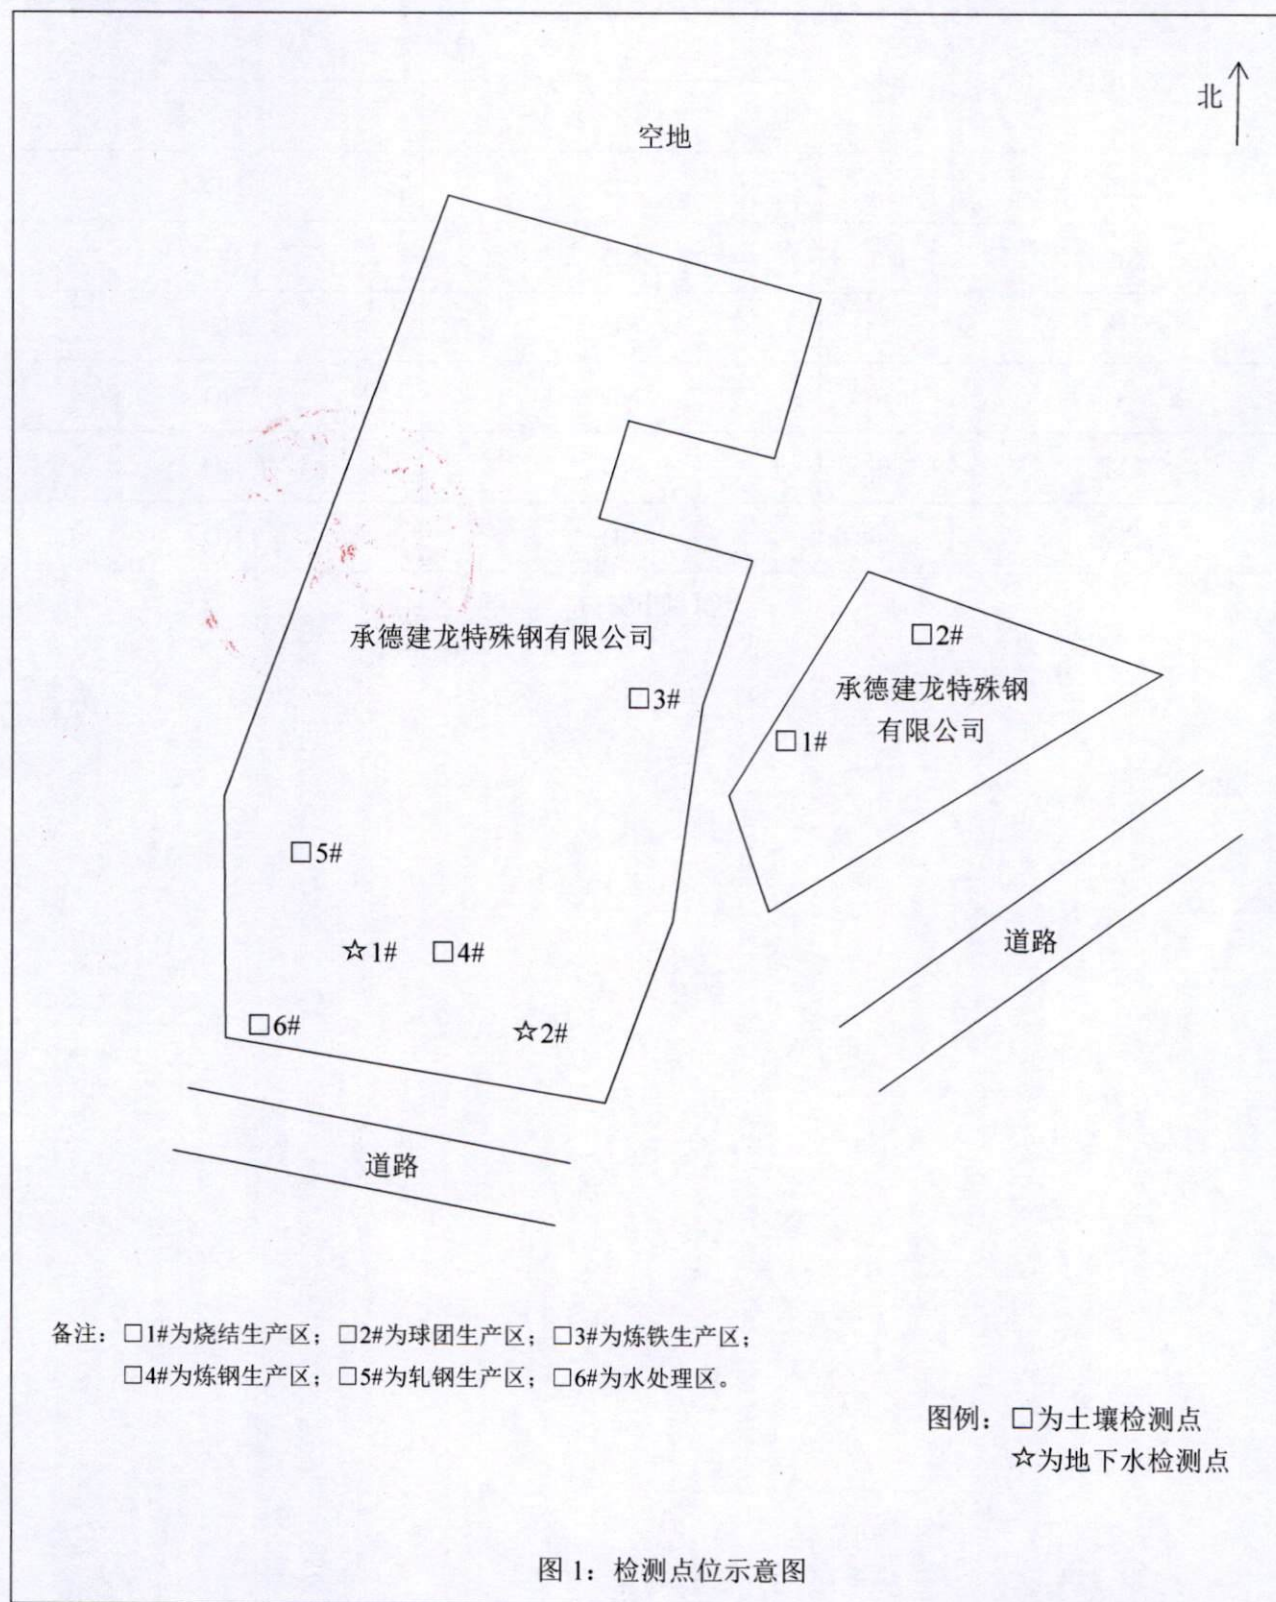 北
空地
承德建龙特殊钢有限公司
□2#
□3#
承德建龙特殊钢
有限公司
□1#
□5#
☆1# □4#
道路
□6#
☆2#
道路
备注：□1#为烧结生产区；□2#为球团生产区；□3#为炼铁生产区；
□4#为炼钢生产区；□5#为轧钢生产区；□6#为水处理区。
图例：□为土壤检测点
☆为地下水检测点
图 1：检测点位示意图